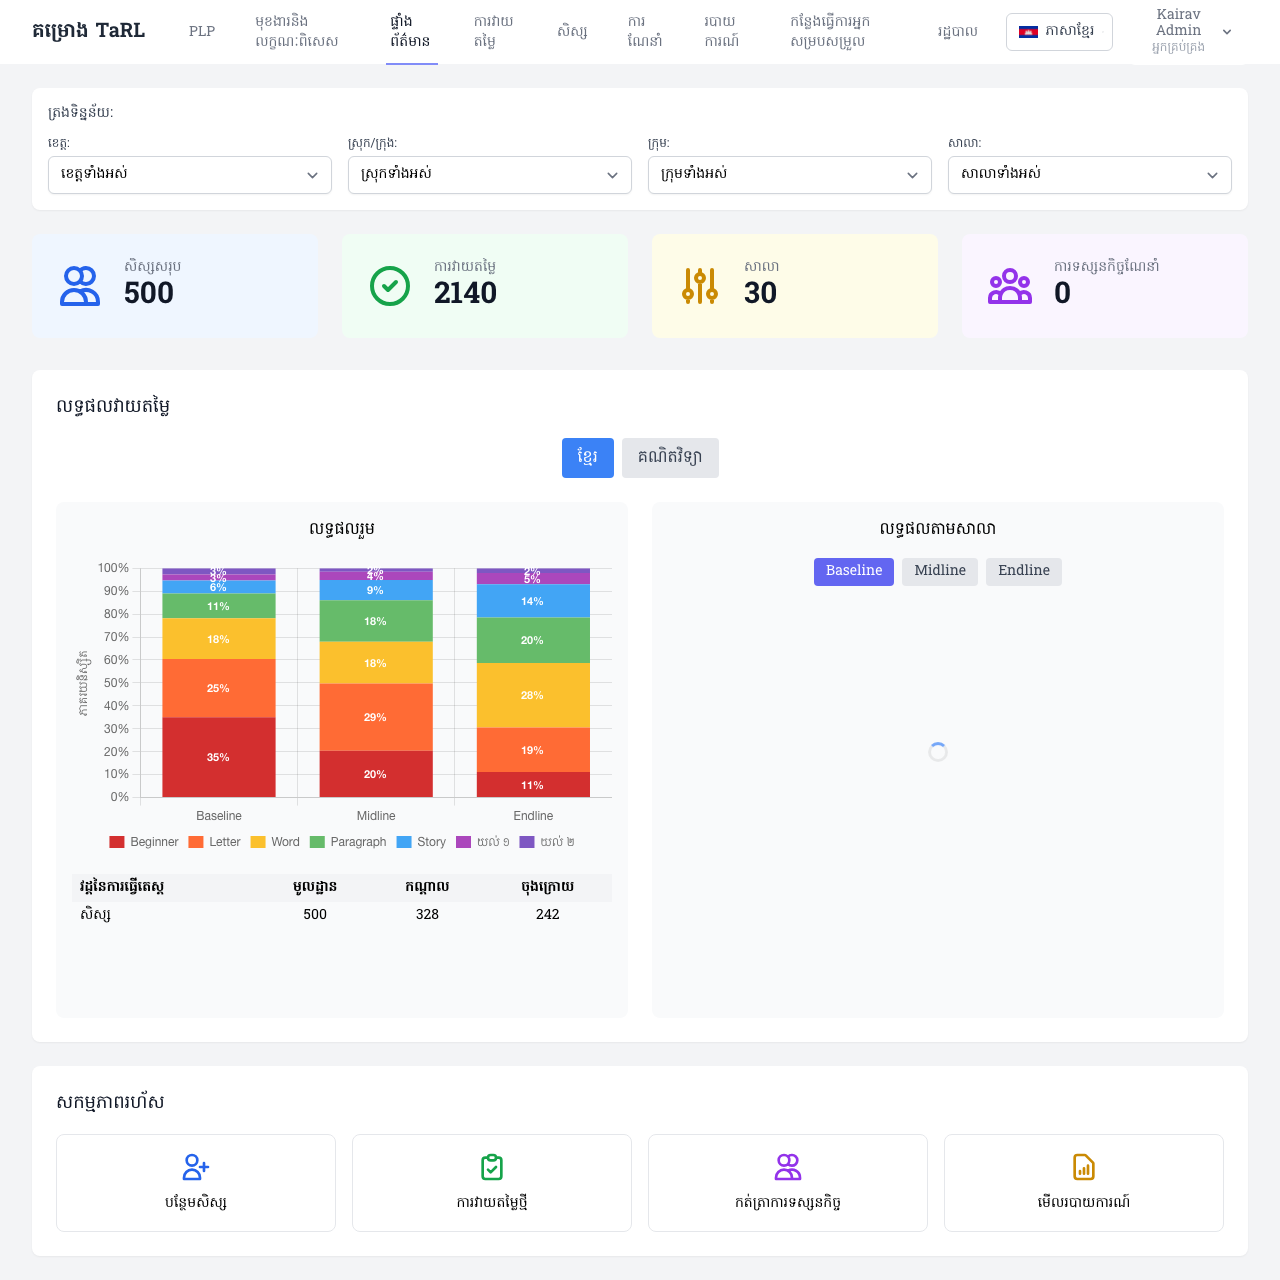 គម្រោង TaRL
PLP
មុខងារនិង
លក្ខណៈពិសេស
ផ្ទាំង
ព័ត៌មាន
ការវាយ
តម្លៃ
សិស្ស
ការ
ណែនាំ
របាយ
ការណ៍
កន្លែងធ្វើការអ្នក
សម្របសម្រួល
រដ្ឋបាល
ភាសាខ្មែរ
Kairav
Admin
អ្នកគ្រប់គ្រង
ត្រងទិន្នន័យ:
ខេត្ត:
ស្រុក/ក្រុង:
ក្រុម:
សាលា:
ខេត្តទាំងអស់
ស្រុកទាំងអស់
ក្រុមទាំងអស់
សាលាទាំងអស់
សិស្សសរុប
500
ការវាយតម្លៃ
2140
សាលា
30
ការទស្សនកិច្ចណែនាំ
0
លទ្ធផលវាយតម្លៃ
ខ្មែរ
គណិតវិទ្យា
លទ្ធផលរួម
100%
90%
80%
70%
60%
50%
40%
30%
20%
10%
0%
ភាគរយនិស្សិត
3%
3%
6%
11%
18%
25%
35%
2%
4%
9%
18%
18%
29%
20%
2%
5%
14%
20%
28%
19%
11%
Baseline
Midline
Endline
Beginner
Letter
Word
Paragraph
Story
យល់ ១
យល់ ២
វដ្តនៃការធ្វើតេស្ត មូលដ្ឋាន កណ្តាល ចុងក្រោយ
សិស្ស 500 328 242
លទ្ធផលតាមសាលា
Baseline
Midline
Endline
សកម្មភាពរហ័ស
បន្ថែមសិស្ស
ការវាយតម្លៃថ្មី
កត់ត្រាការទស្សនកិច្ច
មើលរបាយការណ៍